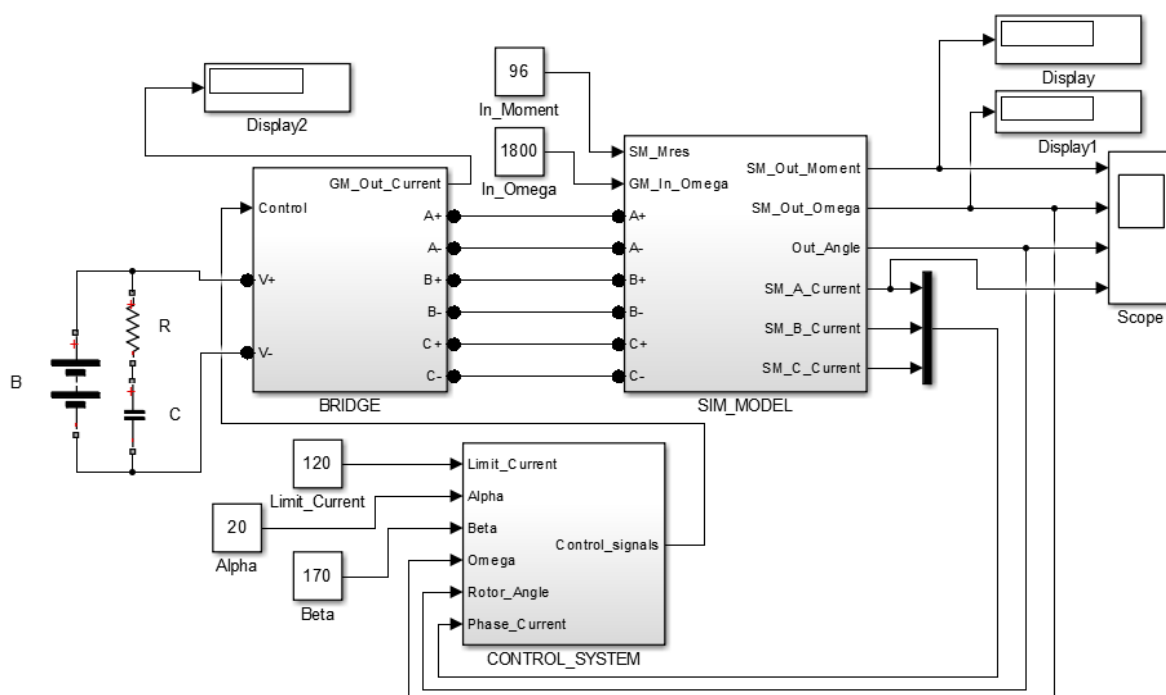 Display2
96
In_Moment
1800
In_Omega
Display
Display1
Scope
GM_Out_Current
Control
A+
A-
V+
B+
B-
V-
C+
C-
BRIDGE
SM_Mres
GM_In_Omega
A+
A-
B+
B-
C+
C-
SM_Out_Moment
SM_Out_Omega
Out_Angle
SM_A_Current
SM_B_Current
SM_C_Current
SIM_MODEL
B
+
R
+
C
+
120
Limit_Current
20
Alpha
170
Beta
Limit_Current
Alpha
Beta
Omega
Rotor_Angle
Phase_Current
Control_signals
CONTROL_SYSTEM